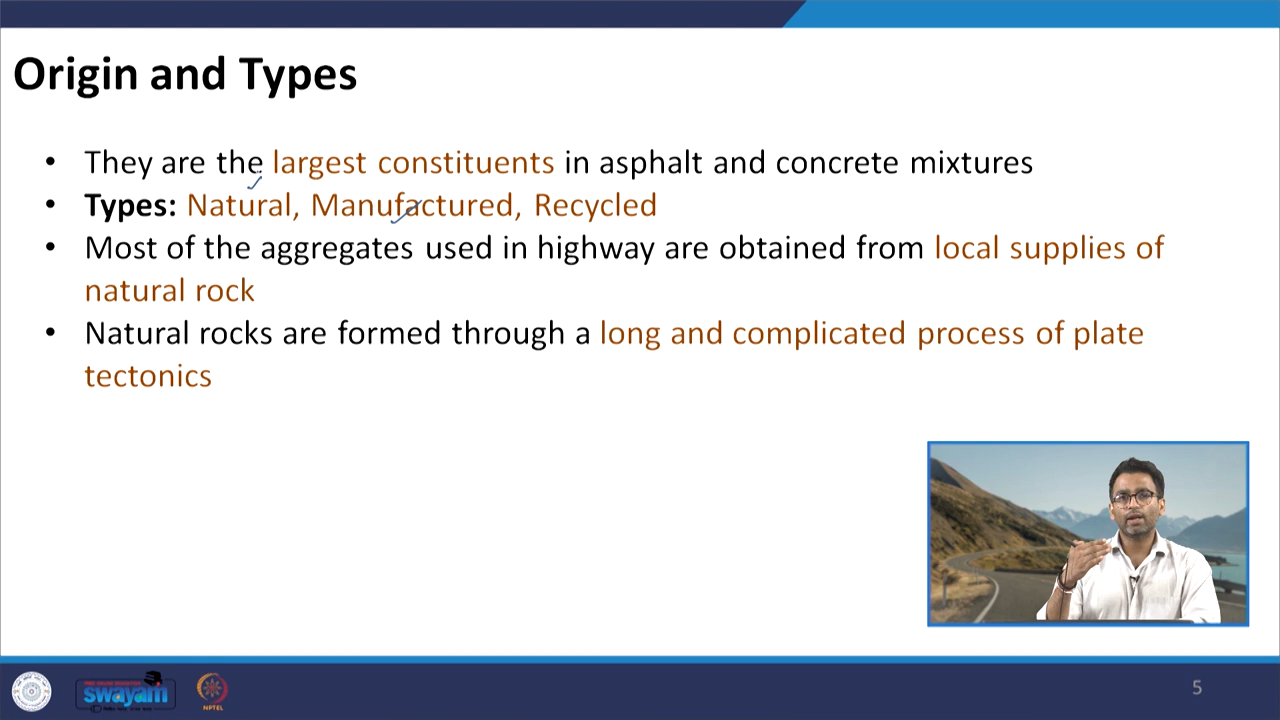 Origin and Types
• They are the largest constituents in asphalt and concrete mixtures
• Types: Natural, Manufactured, Recycled
• Most of the aggregates used in highway are obtained from local supplies of
natural rock
• Natural rocks are formed through a long and complicated process of plate
tectonics
swayam
NPTEL
5